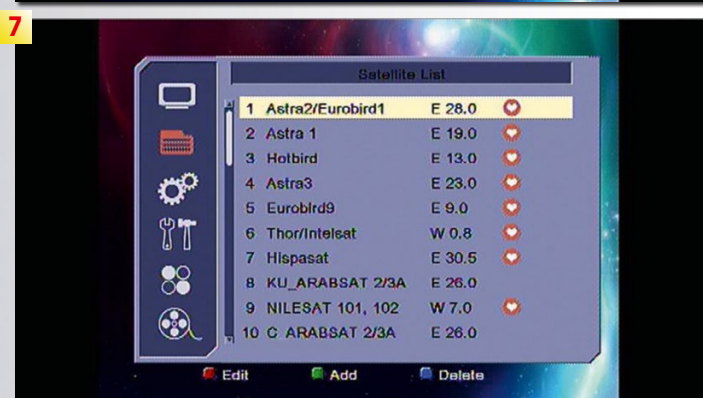 7
Satellite List
1 Astra2/Eurobird1 E 28.0
2 Astra 1 E 19.0
3 Hotbird E 13.0
4 Astra3 E 23.0
5 Eurobird9 E 9.0
6 Thor/Intelsat W 0.8
7 Hispasat E 30.5
8 KU_ARABSAT 2/3A E 26.0
9 NILESAT 101, 102 W 7.0
10 C_ARABSAT 2/3A E 26.0
Edit Add Delete